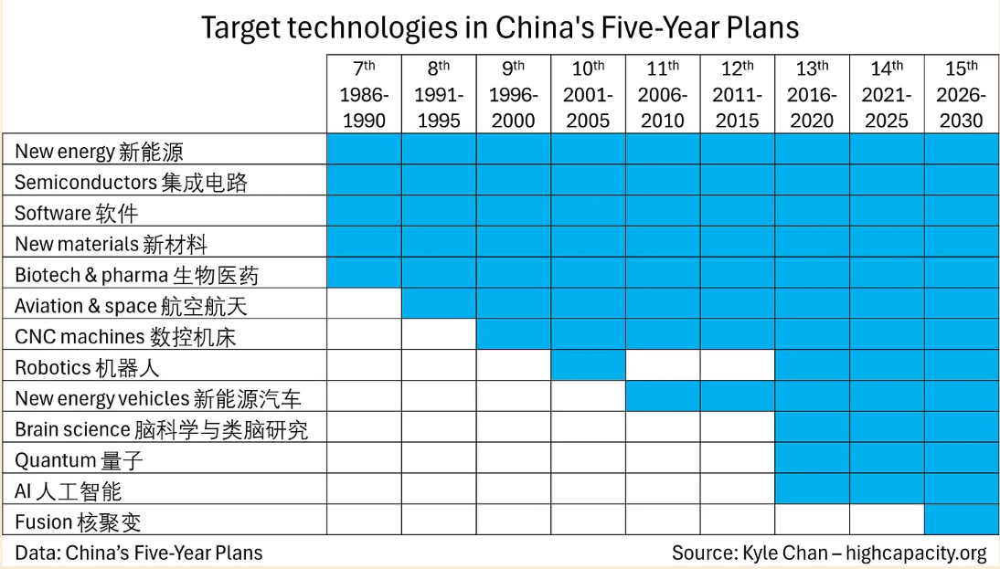 Target technologies in China's Five-Year Plans
7th 8th 9th 10th 11th 12th 13th 14th 15th
1986- 1991- 1996- 2001- 2006- 2011- 2016- 2021- 2026-
1990 1995 2000 2005 2010 2015 2020 2025 2030
New energy 新能源
Semiconductors 集成电路
Software 软件
New materials 新材料
Biotech & pharma 生物医药
Aviation & space 航空航天
CNC machines 数控机床
Robotics 机器人
New energy vehicles 新能源汽车
Brain science 脑科学与类脑研究
Quantum 量子
AI 人工智能
Fusion 核聚变
Data: China’s Five-Year Plans Source: Kyle Chan – highcapacity.org